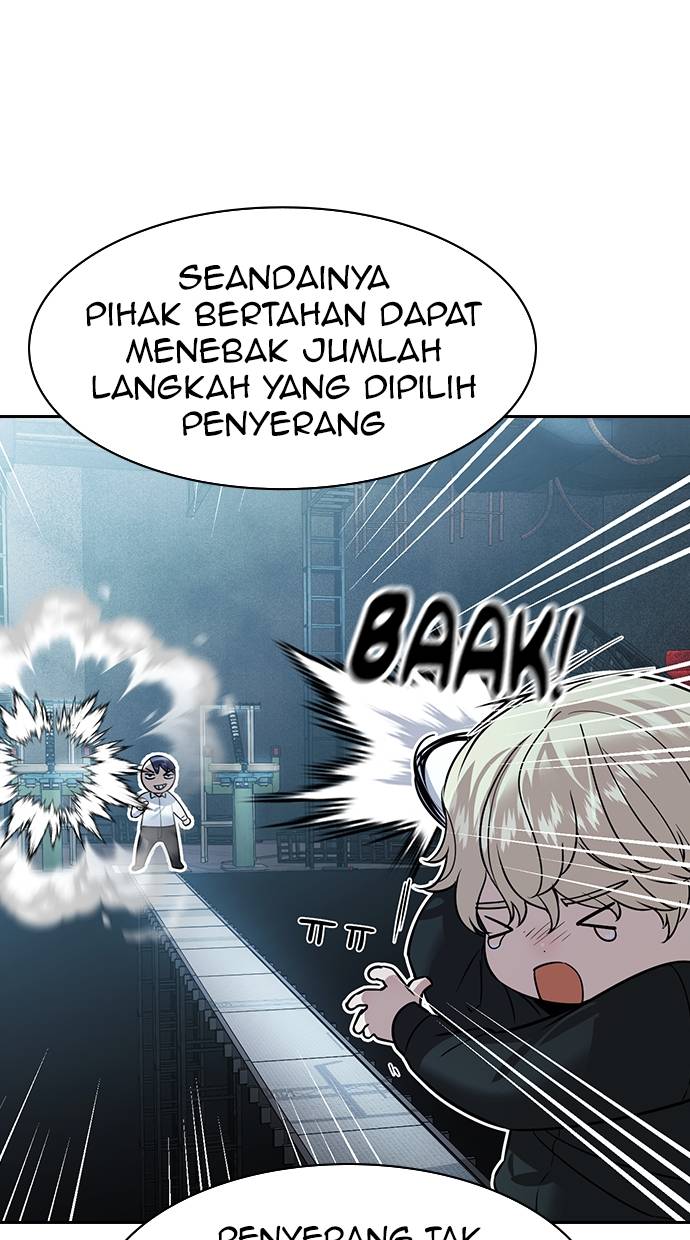 SEANDAINYA
PIHAK BERTAHAN DAPAT
MENEBAK JUMLAH
LANGKAH YANG DIPILIH
PENYERANG
BAAK!
ㅠㅠ
PENYERANG TAK